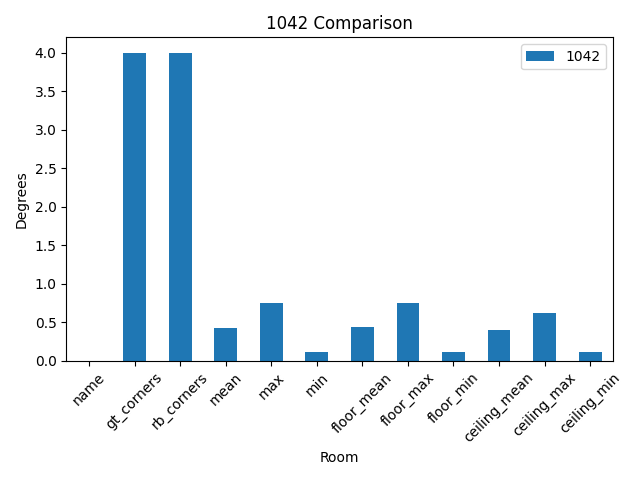 1042 Comparison
1042
Degrees
4.0
3.5
3.0
2.5
2.0
1.5
1.0
0.5
0.0
name
gt_corners
rb_corners
mean
max
min
floor_mean
floor_max
floor_min
ceiling_mean
ceiling_max
ceiling_min
Room